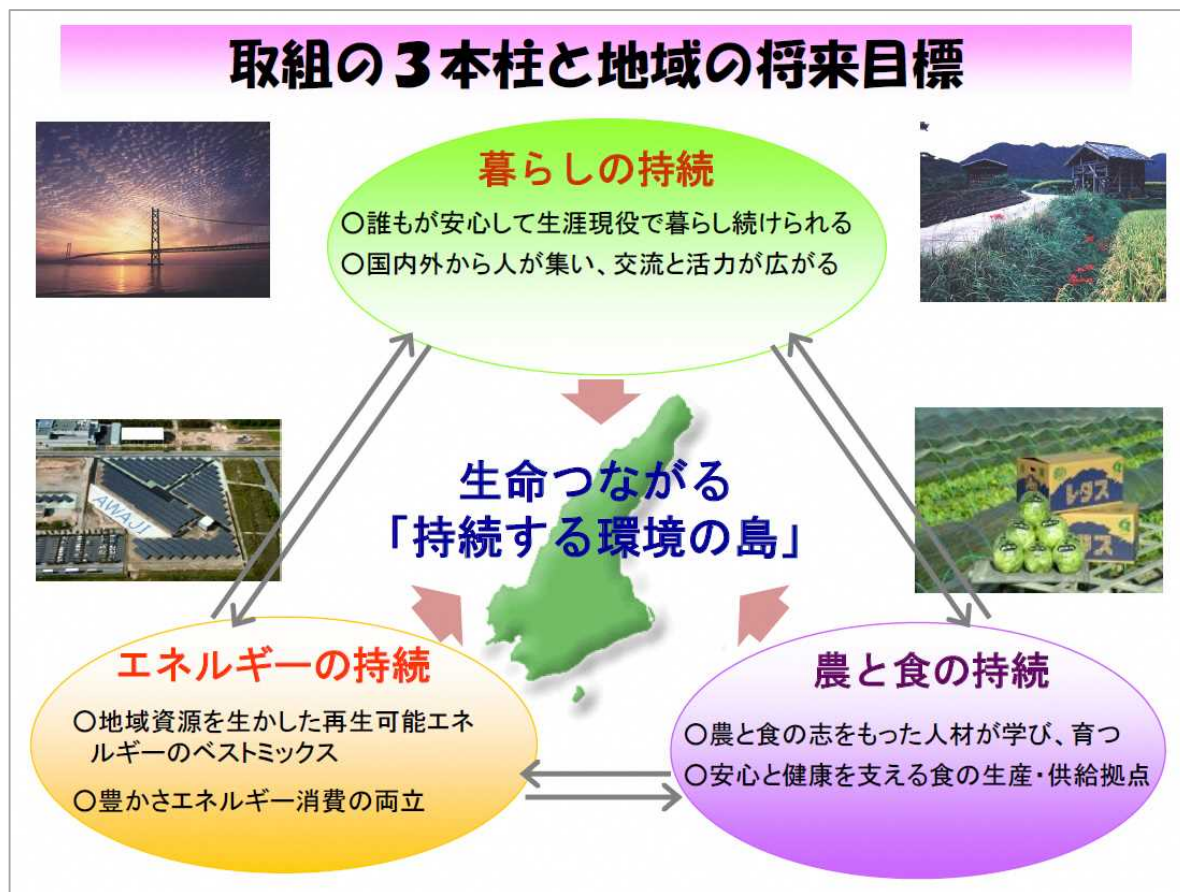 取組の３本柱と地域の将来目標
暮らしの持続
○誰もが安心して生涯現役で暮らし続けられる
○国内外から人が集い、交流と活力が広がる
生命つながる
「持続する環境の島」
AWAJI
レタス
エネルギーの持続
○地域資源を生かした再生可能エネ
ルギーのベストミックス
○豊かさエネルギー消費の両立
農と食の持続
○農と食の志をもった人材が学び、育つ
○安心と健康を支える食の生産・供給拠点